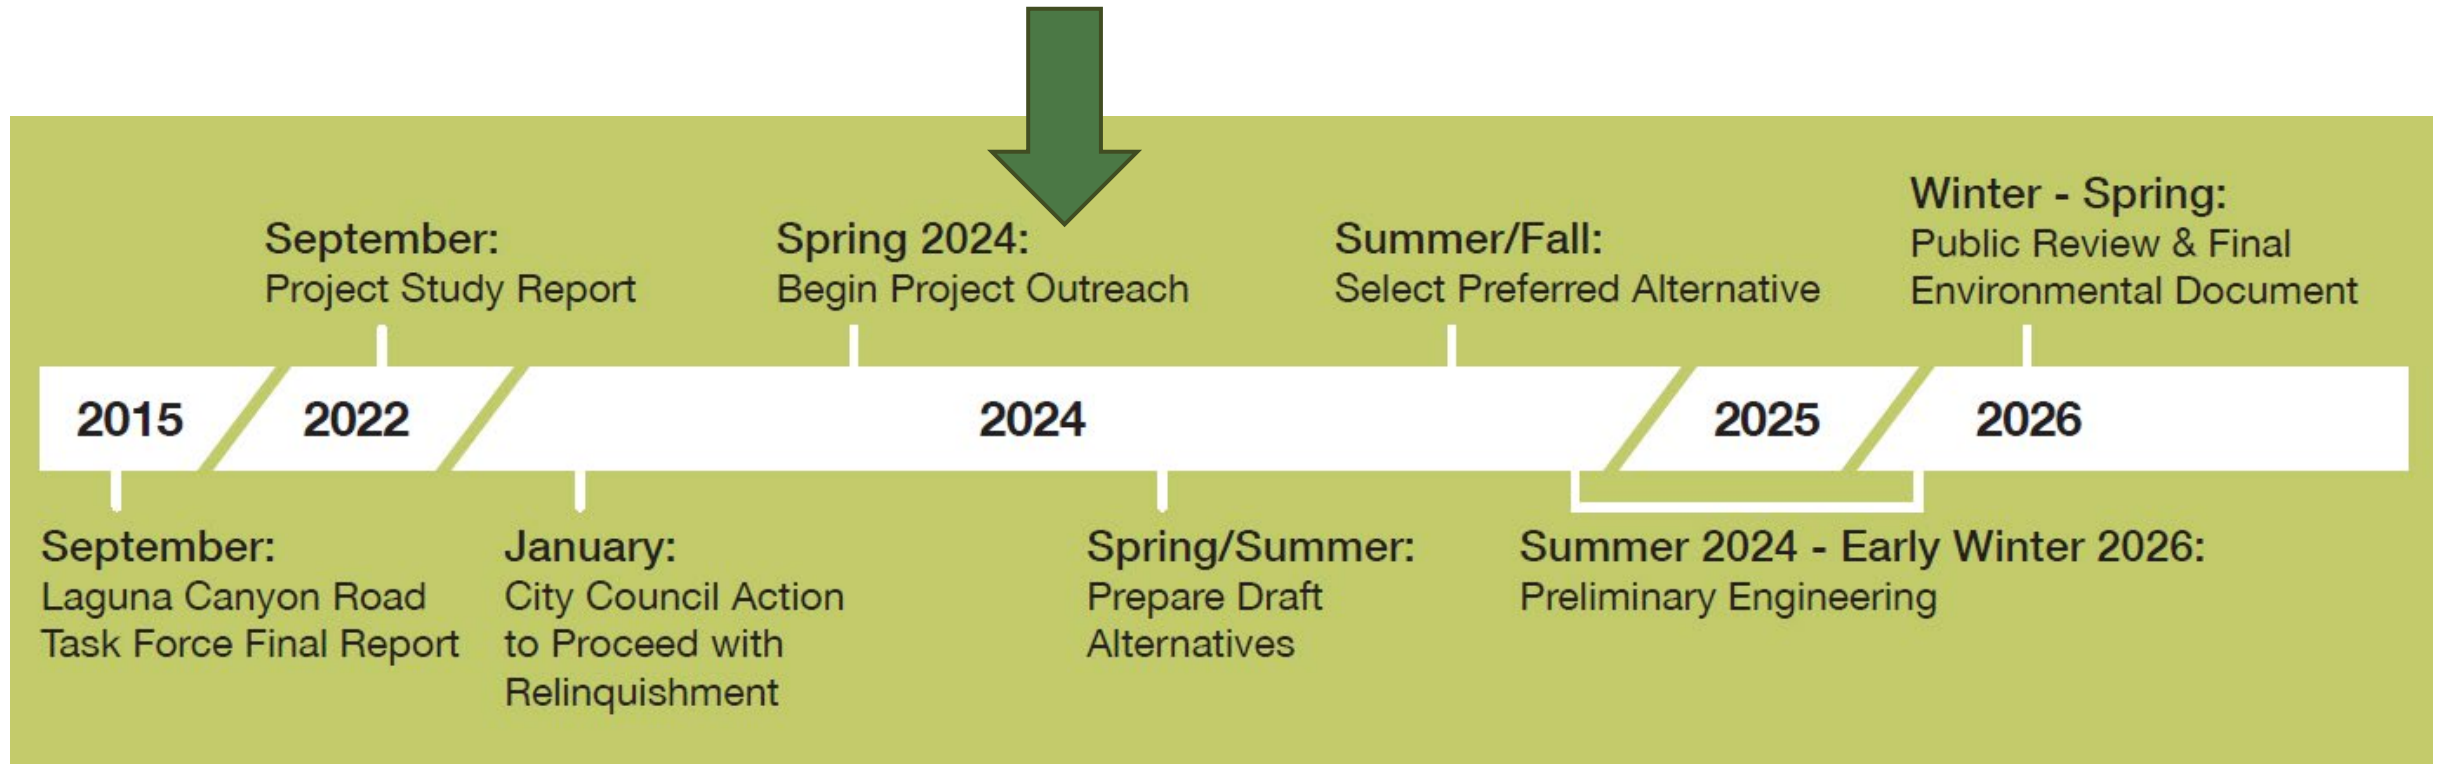 September:
Project Study Report
Spring 2024:
Begin Project Outreach
Summer/Fall:
Select Preferred Alternative
Winter - Spring:
Public Review & Final
Environmental Document
2015
2022
2024
2025
2026
September:
Laguna Canyon Road
Task Force Final Report
January:
City Council Action
to Proceed with
Relinquishment
Spring/Summer:
Prepare Draft
Alternatives
Summer 2024 - Early Winter 2026:
Preliminary Engineering